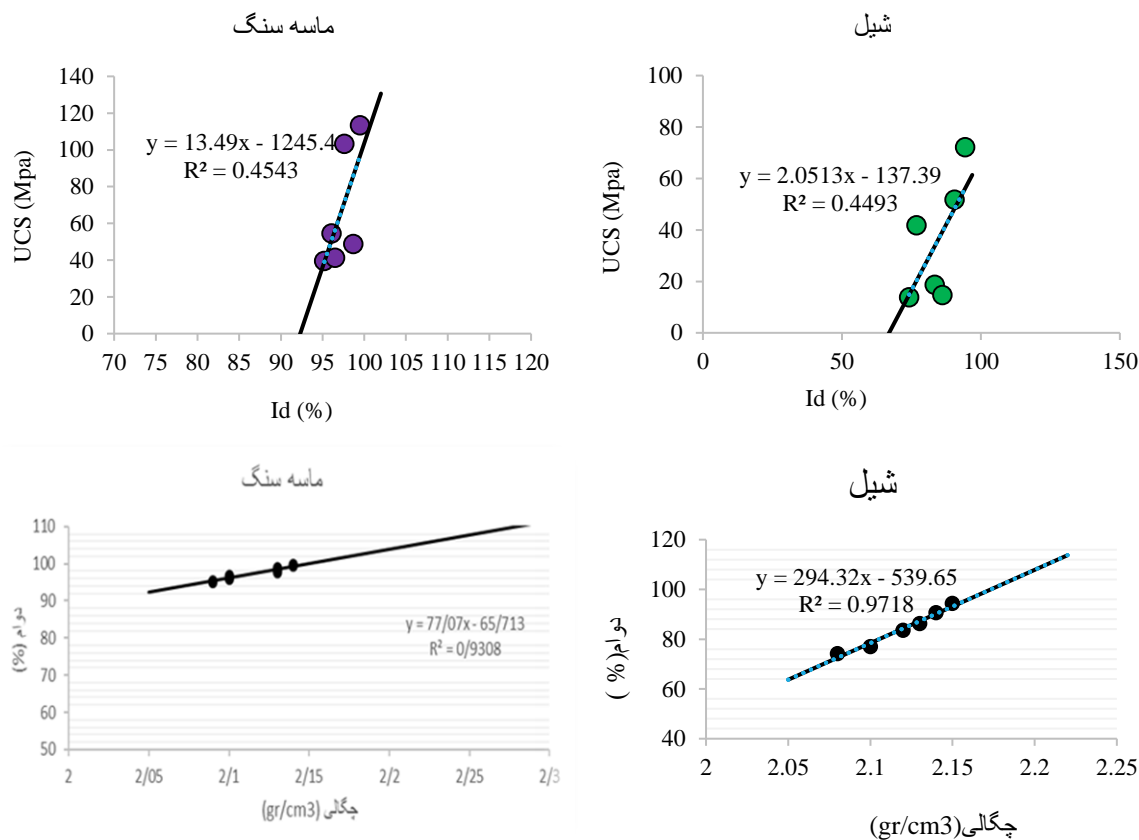 ماسه سنگ
140
120
100
80
60
40
20
0
UCS (Mpa)
y = 13.49x - 1245.4
R² = 0.4543
70 75 80 85 90 95 100 105 110 115 120
Id (%)
شیل
100
80
60
40
20
0
UCS (Mpa)
y = 2.0513x - 137.39
R² = 0.4493
0 50 100 150
Id (%)
ماسه سنگ
110
100
90
80
70
60
50
دوام (%)
y = 77/07x - 65/713
R² = 0/9308
2 2/05 2/1 2/15 2/2 2/25 2/3
چگالی (gr/cm3)
شیل
120
100
80
60
40
دوام(% )
y = 294.32x - 539.65
R² = 0.9718
2 2.05 2.1 2.15 2.2 2.25
چگالی(gr/cm3)